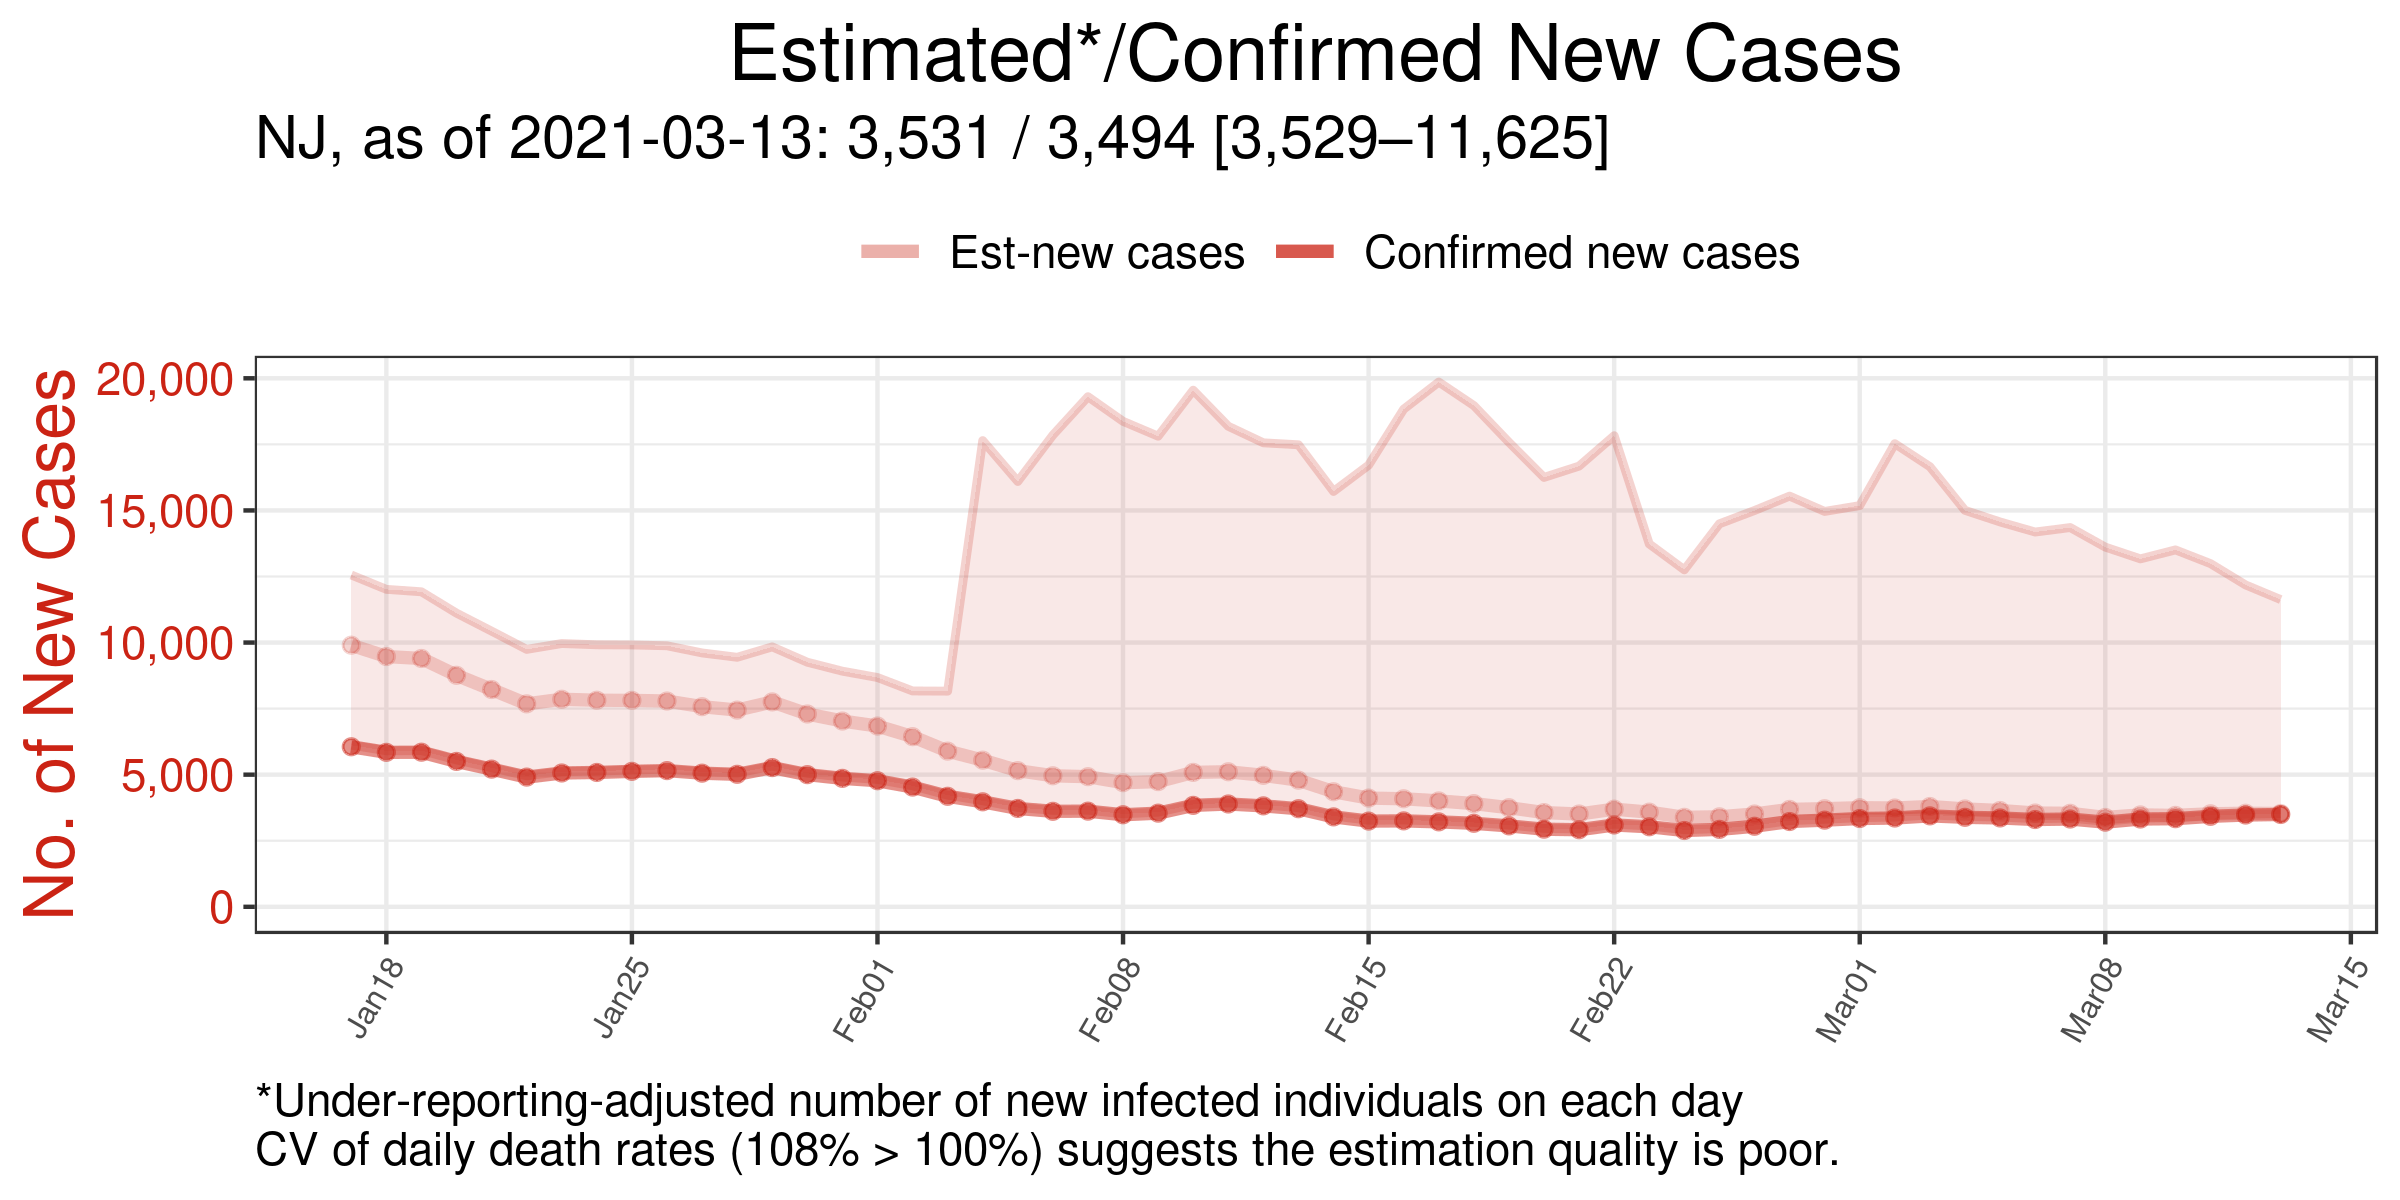 Estimated*/Confirmed New Cases
NJ, as of 2021-03-13: 3,531 / 3,494 [3,529–11,625]
Est-new cases
Confirmed new cases
No. of New Cases
20,000
15,000
10,000
5,000
0
Jan18
Jan25
Feb01
Feb08
Feb15
Feb22
Mar01
Mar08
Mar15
*Under-reporting-adjusted number of new infected individuals on each day
CV of daily death rates (108% > 100%) suggests the estimation quality is poor.